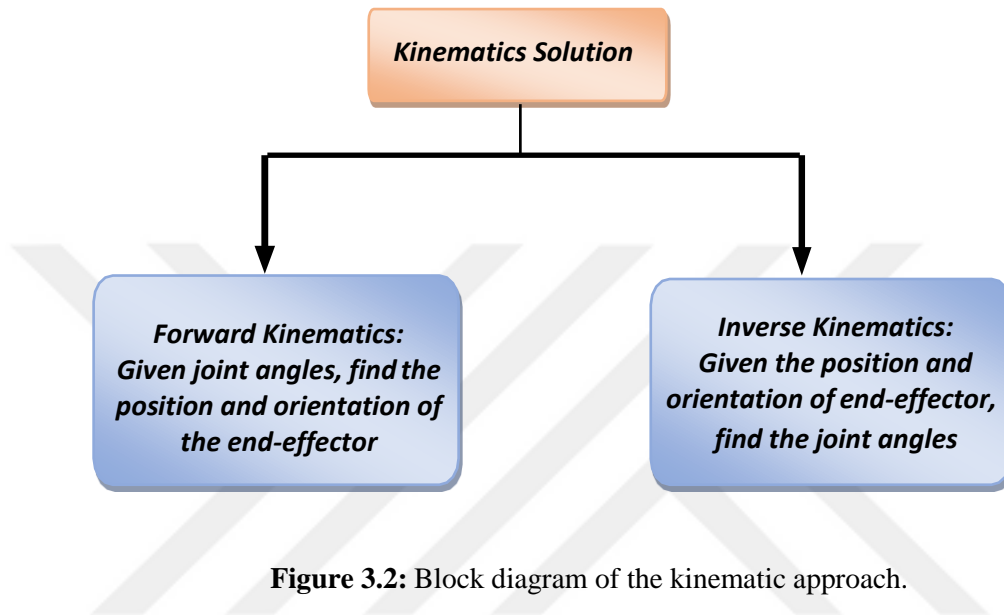 Kinematics Solution
Forward Kinematics:
Given joint angles, find the
position and orientation of
the end-effector
Inverse Kinematics:
Given the position and
orientation of end-effector,
find the joint angles
Figure 3.2: Block diagram of the kinematic approach.